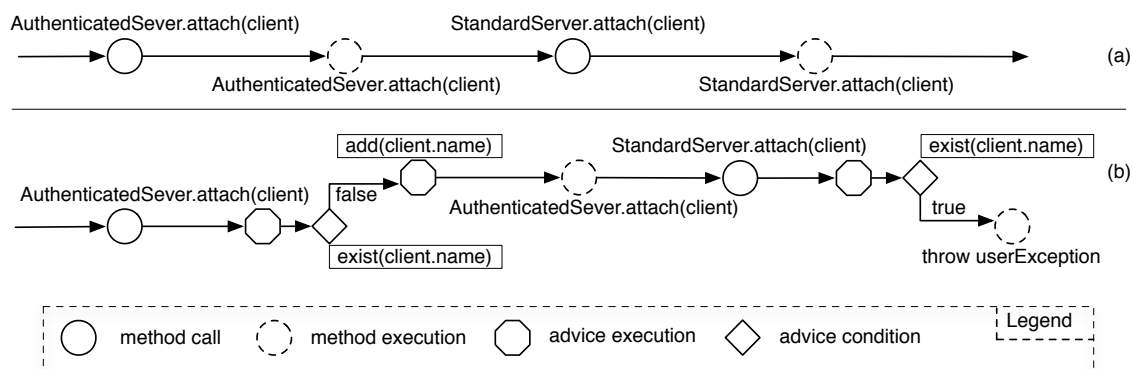 AuthenticatedSever.attach(client)
StandardServer.attach(client)
(a)
AuthenticatedSever.attach(client)
StandardServer.attach(client)
add(client.name)
StandardServer.attach(client)
exist(client.name)
(b)
AuthenticatedSever.attach(client)
false
AuthenticatedSever.attach(client)
true
exist(client.name)
throw userException
Legend
method call
method execution
advice execution
advice condition